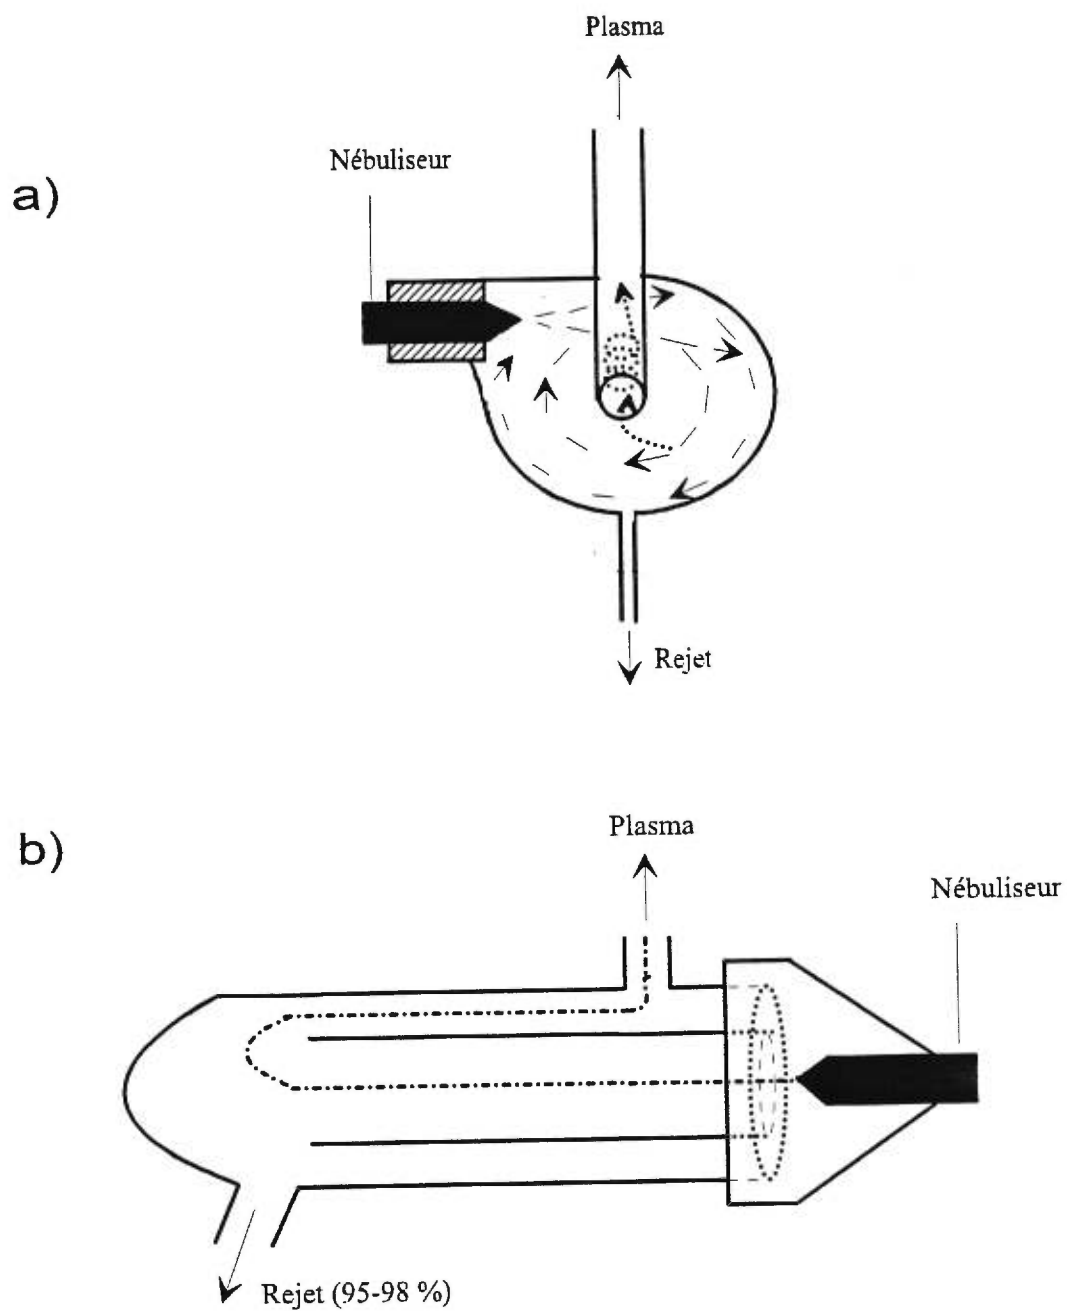 Plasma
Nébuliseur
a)
Rejet
b)
Plasma
Nébuliseur
Rejet (95-98 %)